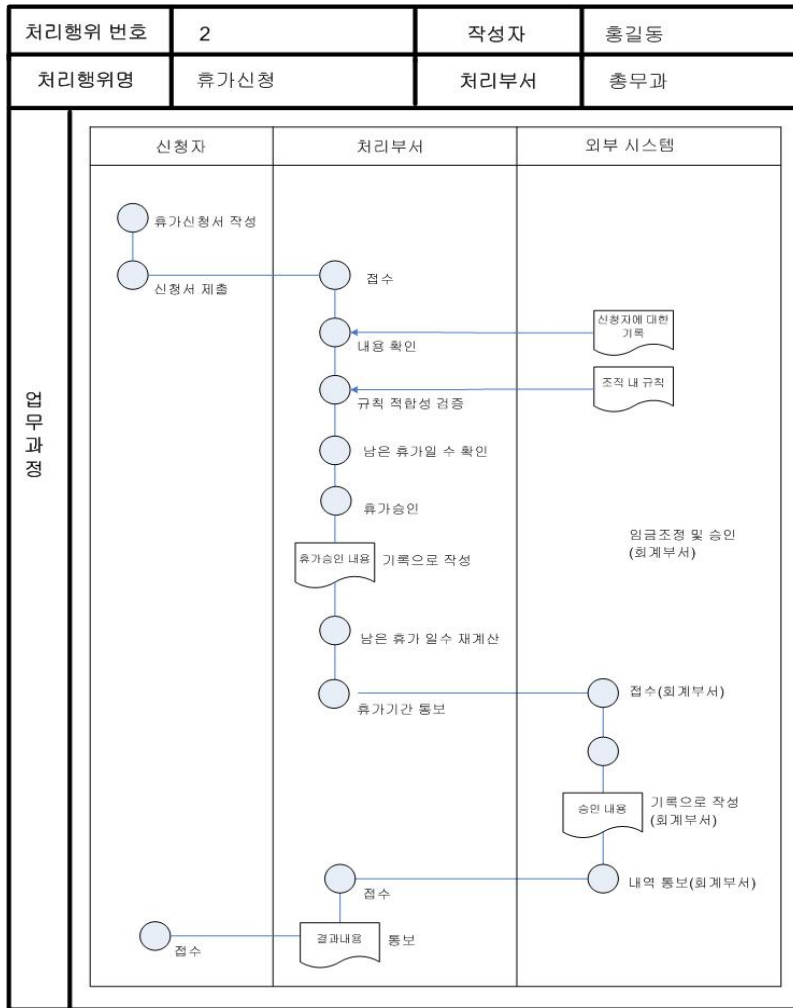 처리행위 번호
2
작성자
홍길동
처리행위명
휴가신청
처리부서
총무과
업무과정
신청자
처리부서
외부 시스템
휴가신청서 작성
신청서 제출
접수
신청자에 대한
기록
내용 확인
조직 내 규칙
규칙 적합성 검증
남은 휴가일 수 확인
휴가승인
임금조정 및 승인
(회계부서)
휴가승인 내용
기록으로 작성
남은 휴가 일수 재계산
휴가기간 통보
접수(회계부서)
승인 내용
기록으로 작성
(회계부서)
내역 통보(회계부서)
접수
결과내용
통보
접수